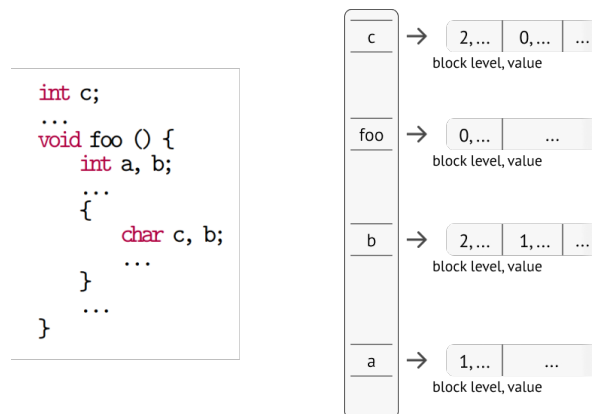 int c;
...
void foo () {
int a, b;
...
{
char c, b;
...
}
...
}
c → 2,... 0,... ...
block level, value
foo → 0,... ...
block level, value
b → 2,... 1,... ...
block level, value
a → 1,... ...
block level, value